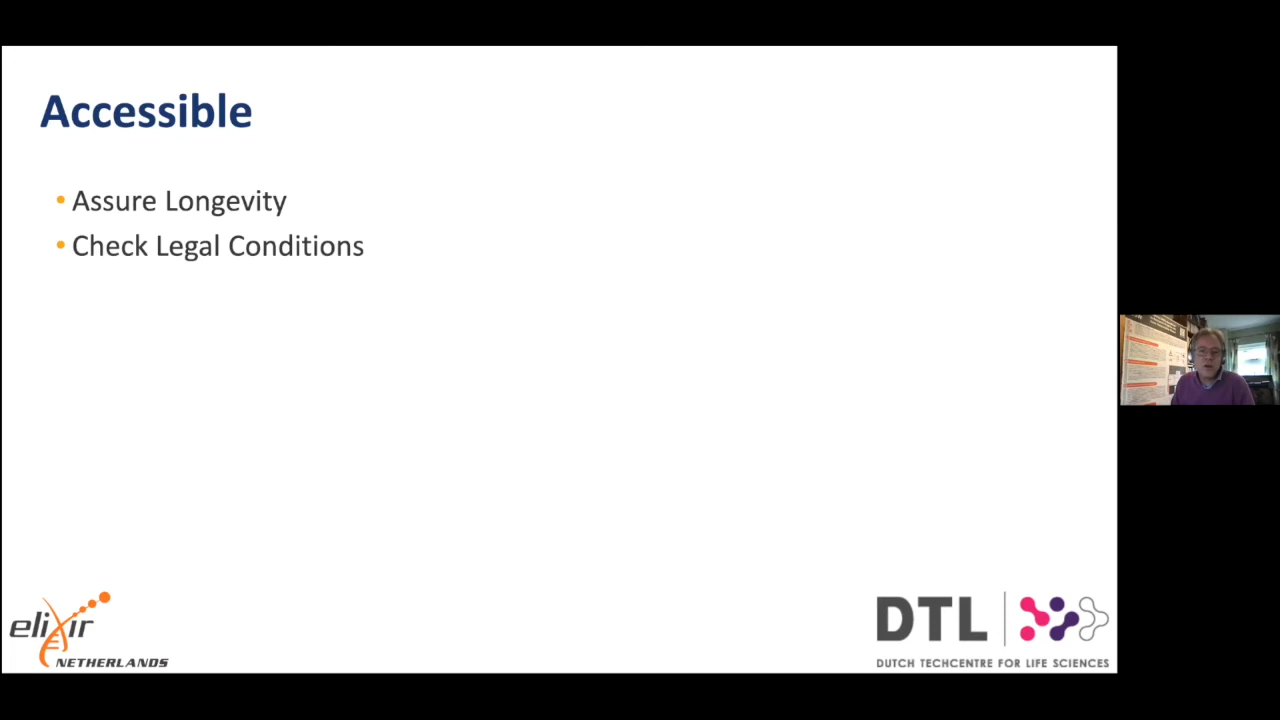 Accessible
• Assure Longevity
• Check Legal Conditions
elixir
NETHERLANDS
DTL
DUTCH TECHCENTRE FOR LIFE SCIENCES